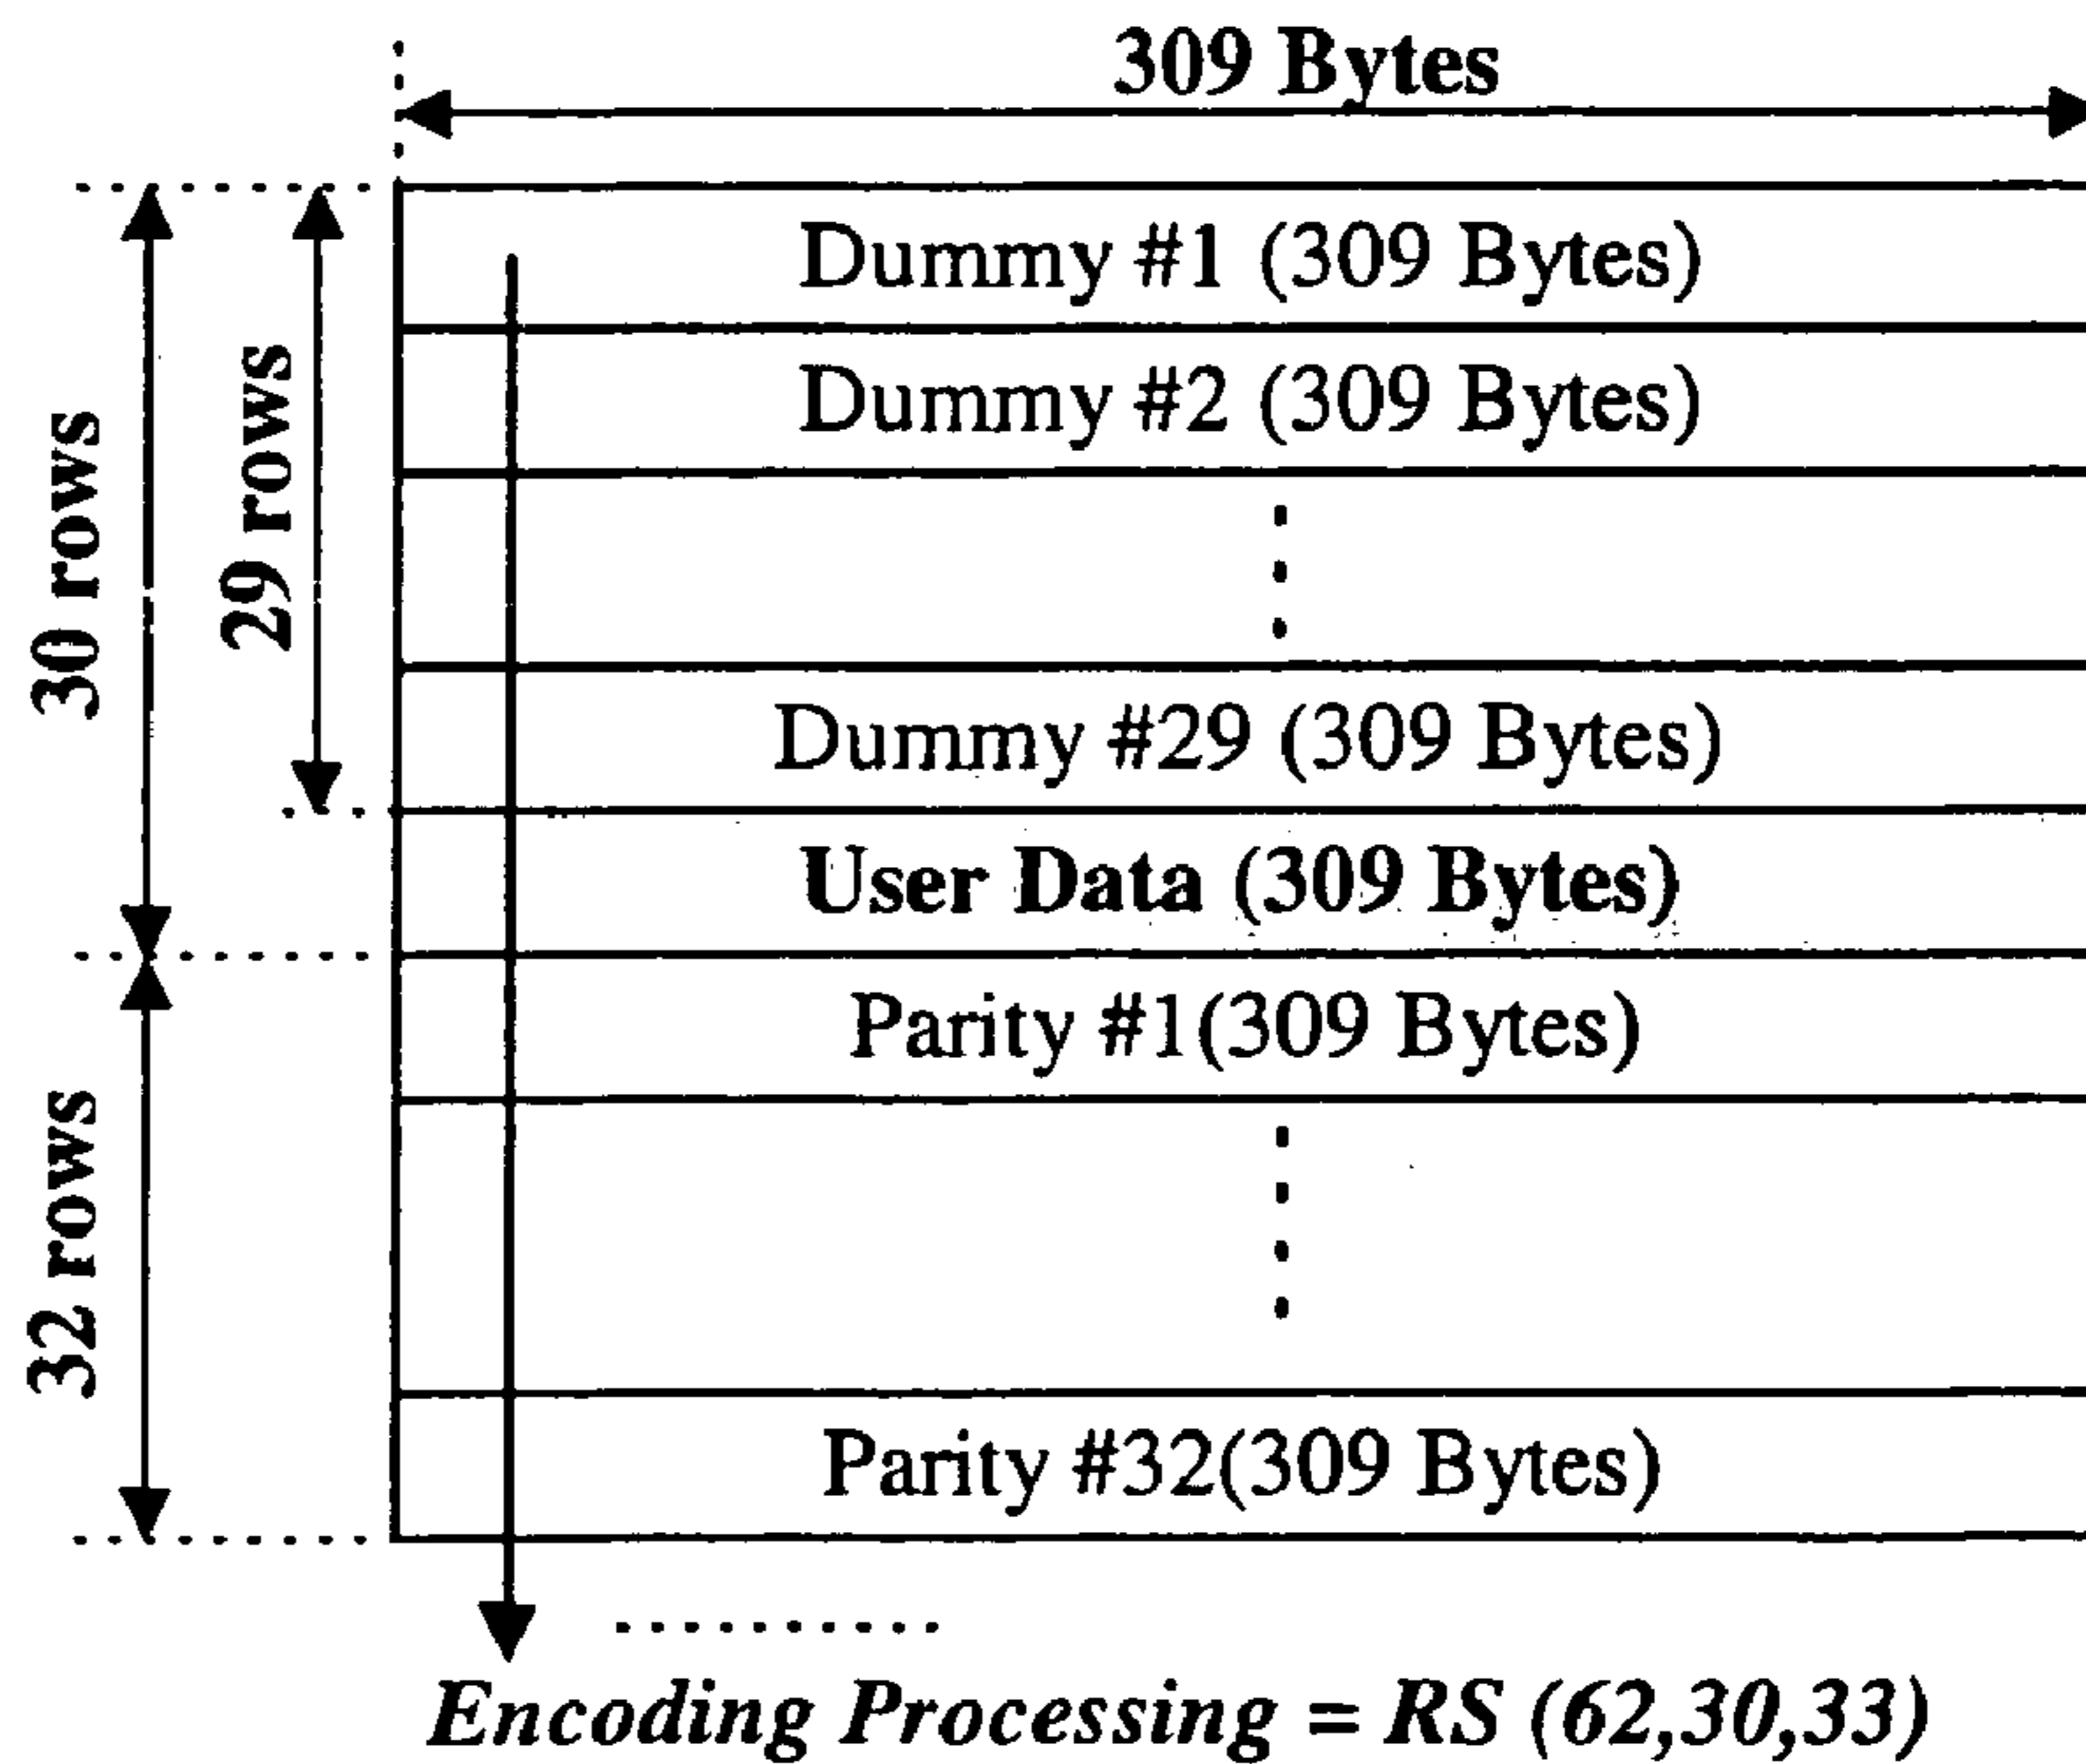 309 Bytes
Dummy #1 (309 Bytes)
Dummy #2 (309 Bytes)
30 rows
29 rows
Dummy #29 (309 Bytes)
User Data (309 Bytes)
Parity #1(309 Bytes)
32 rows
Parity #32(309 Bytes)
Encoding Processing = RS (62,30,33)